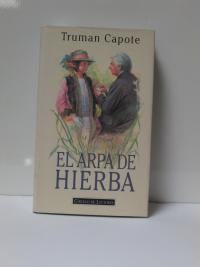 Truman Capote
EL ARPA DE
HIERBA